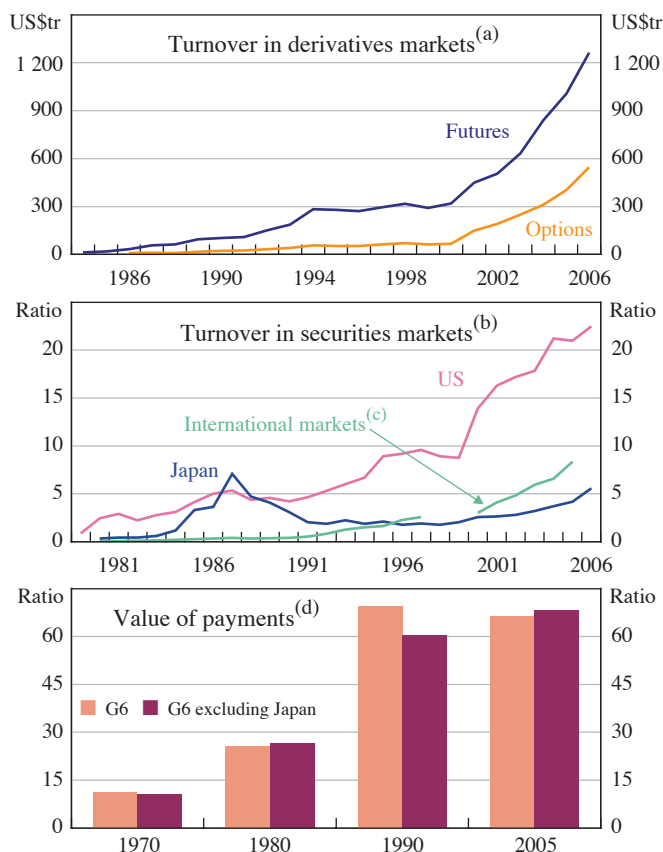 US$tr US$tr
Turnover in derivatives markets(a)
1 200 1 200
900 900
Futures
600 600
300 300
Options
0 0
1986 1990 1994 1998 2002 2006
Ratio Ratio
Turnover in securities markets(b)
20 20
US
15 15
International markets(c)
10 10
Japan
5 5
0 0
1981 1986 1991 1996 2001 2006
Ratio Ratio
Value of payments(d)
60 60
45 45
G6 G6 excluding Japan
30 30
15 15
0 0
1970 1980 1990 2005